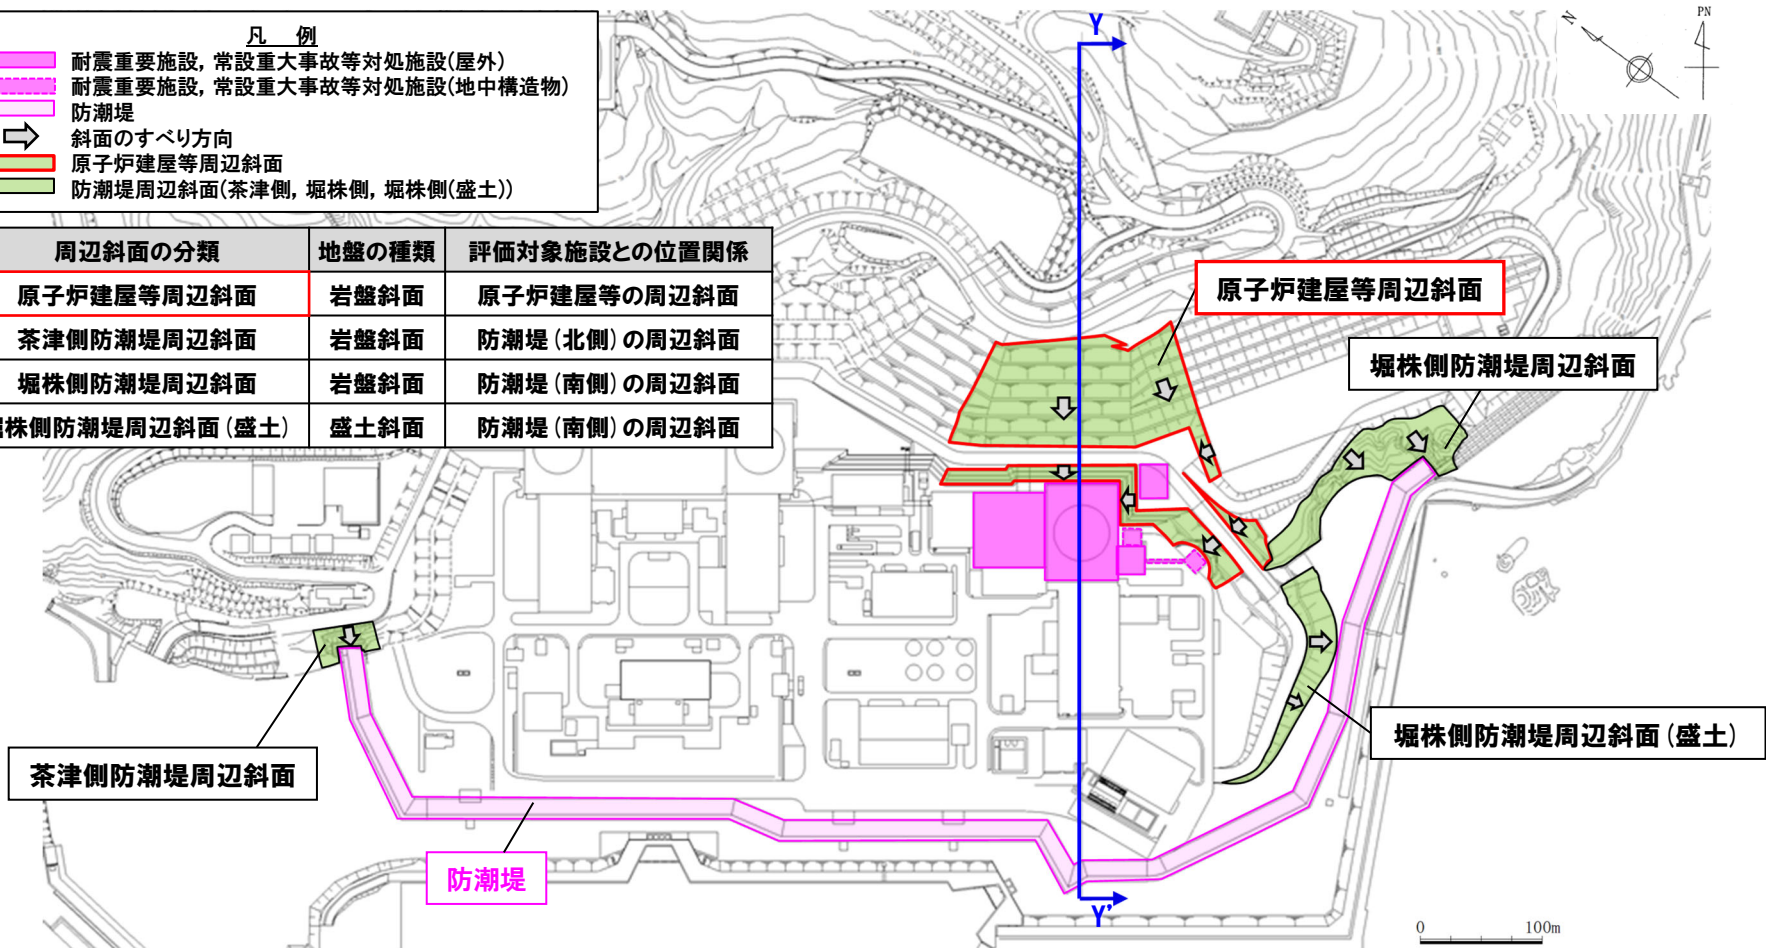 凡 例
耐震重要施設, 常設重大事故等対処施設(屋外)
耐震重要施設, 常設重大事故等対処施設(地中構造物)
防潮堤
斜面のすべり方向
原子炉建屋等周辺斜面
防潮堤周辺斜面(茶津側, 堀株側, 堀株側(盛土))
周辺斜面の分類 地盤の種類 評価対象施設との位置関係
原子炉建屋等周辺斜面 岩盤斜面 原子炉建屋等の周辺斜面
茶津側防潮堤周辺斜面 岩盤斜面 防潮堤(北側)の周辺斜面
堀株側防潮堤周辺斜面 岩盤斜面 防潮堤(南側)の周辺斜面
株側防潮堤周辺斜面(盛土) 盛土斜面 防潮堤(南側)の周辺斜面
Y
N
PN
原子炉建屋等周辺斜面
堀株側防潮堤周辺斜面
堀株側防潮堤周辺斜面(盛土)
茶津側防潮堤周辺斜面
防潮堤
Y'
0 100m